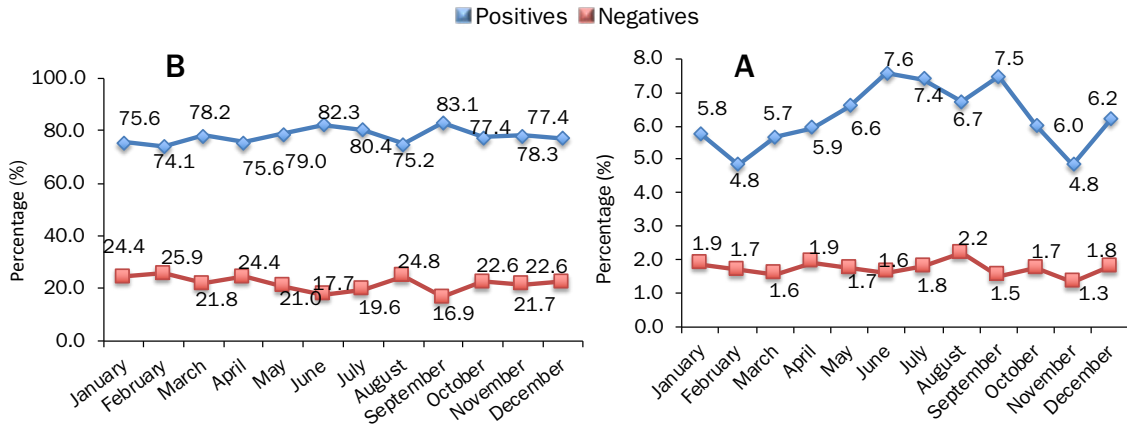 Positives Negatives
B
Percentage (%)
100.0
80.0
60.0
40.0
20.0
0.0
75.6
74.1
78.2
75.6
79.0
82.3
80.4
75.2
83.1
77.4
78.3
77.4
24.4
25.9
21.8
24.4
21.0
17.7
19.6
24.8
16.9
22.6
21.7
22.6
January
February
March
April
May
June
July
August
September
October
November
December
A
Percentage (%)
8.0
7.0
6.0
5.0
4.0
3.0
2.0
1.0
0.0
5.8
4.8
5.7
5.9
6.6
7.6
7.4
6.7
7.5
6.0
4.8
6.2
1.9
1.7
1.6
1.9
1.7
1.6
1.8
2.2
1.5
1.7
1.3
1.8
January
February
March
April
May
June
July
August
September
October
November
December